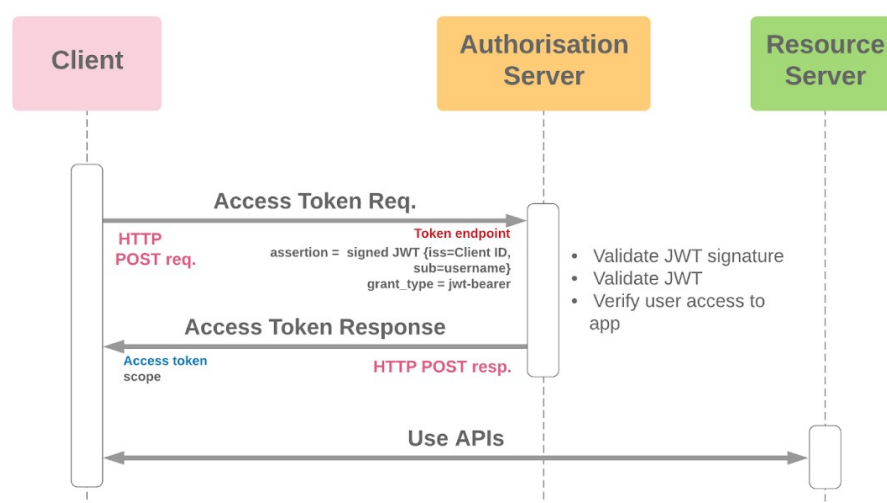 Client
Authorisation
Server
Resource
Server
Access Token Req.
HTTP
POST req.
Token endpoint
assertion = signed JWT {iss=Client ID,
sub=username}
grant_type = jwt-bearer
• Validate JWT signature
• Validate JWT
• Verify user access to
app
Access Token Response
Access token
scope
HTTP POST resp.
Use APIs